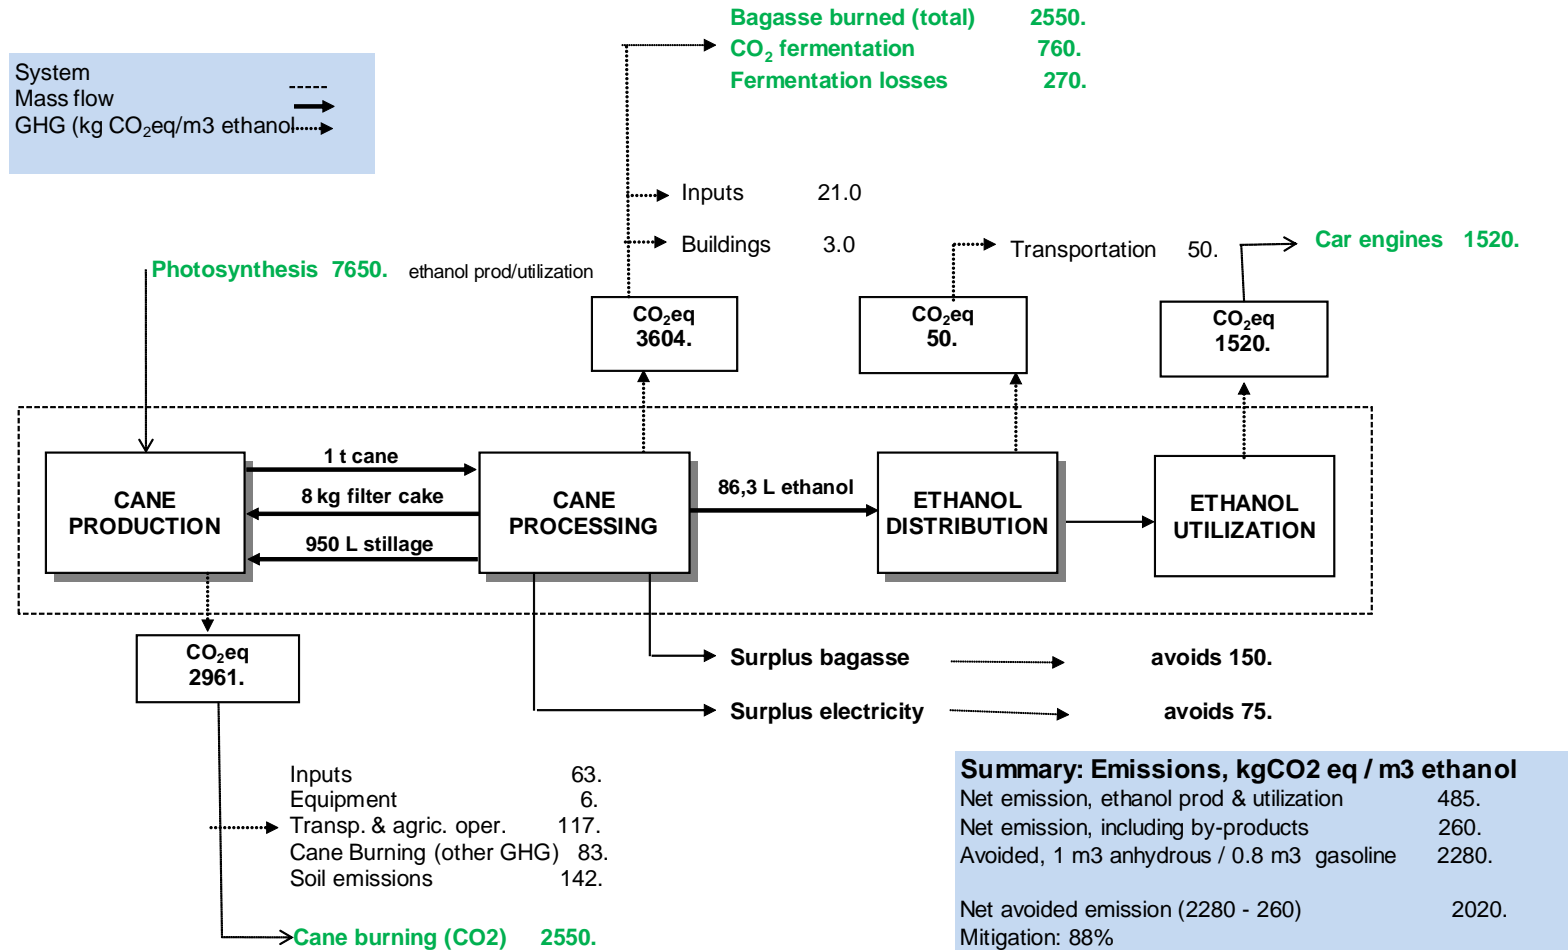 Bagasse burned (total) 2550.
CO₂ fermentation 760.
Fermentation losses 270.
System
Mass flow
GHG (kg CO₂eq/m3 ethanol
Inputs 21.0
Buildings 3.0
Transportation 50.
Car engines 1520.
Photosynthesis 7650. ethanol prod/utilization
CO₂eq
3604.
CO₂eq
50.
CO₂eq
1520.
1 t cane
8 kg filter cake
950 L stillage
CANE
PRODUCTION
CANE
PROCESSING
86,3 L ethanol
ETHANOL
DISTRIBUTION
ETHANOL
UTILIZATION
CO₂eq
2961.
Surplus bagasse avoids 150.
Surplus electricity avoids 75.
Inputs 63.
Equipment 6.
Transp. & agric. oper. 117.
Cane Burning (other GHG) 83.
Soil emissions 142.
Cane burning (CO2) 2550.
Summary: Emissions, kgCO2 eq / m3 ethanol
Net emission, ethanol prod & utilization 485.
Net emission, including by-products 260.
Avoided, 1 m3 anhydrous / 0.8 m3 gasoline 2280.
Net avoided emission (2280 - 260) 2020.
Mitigation: 88%